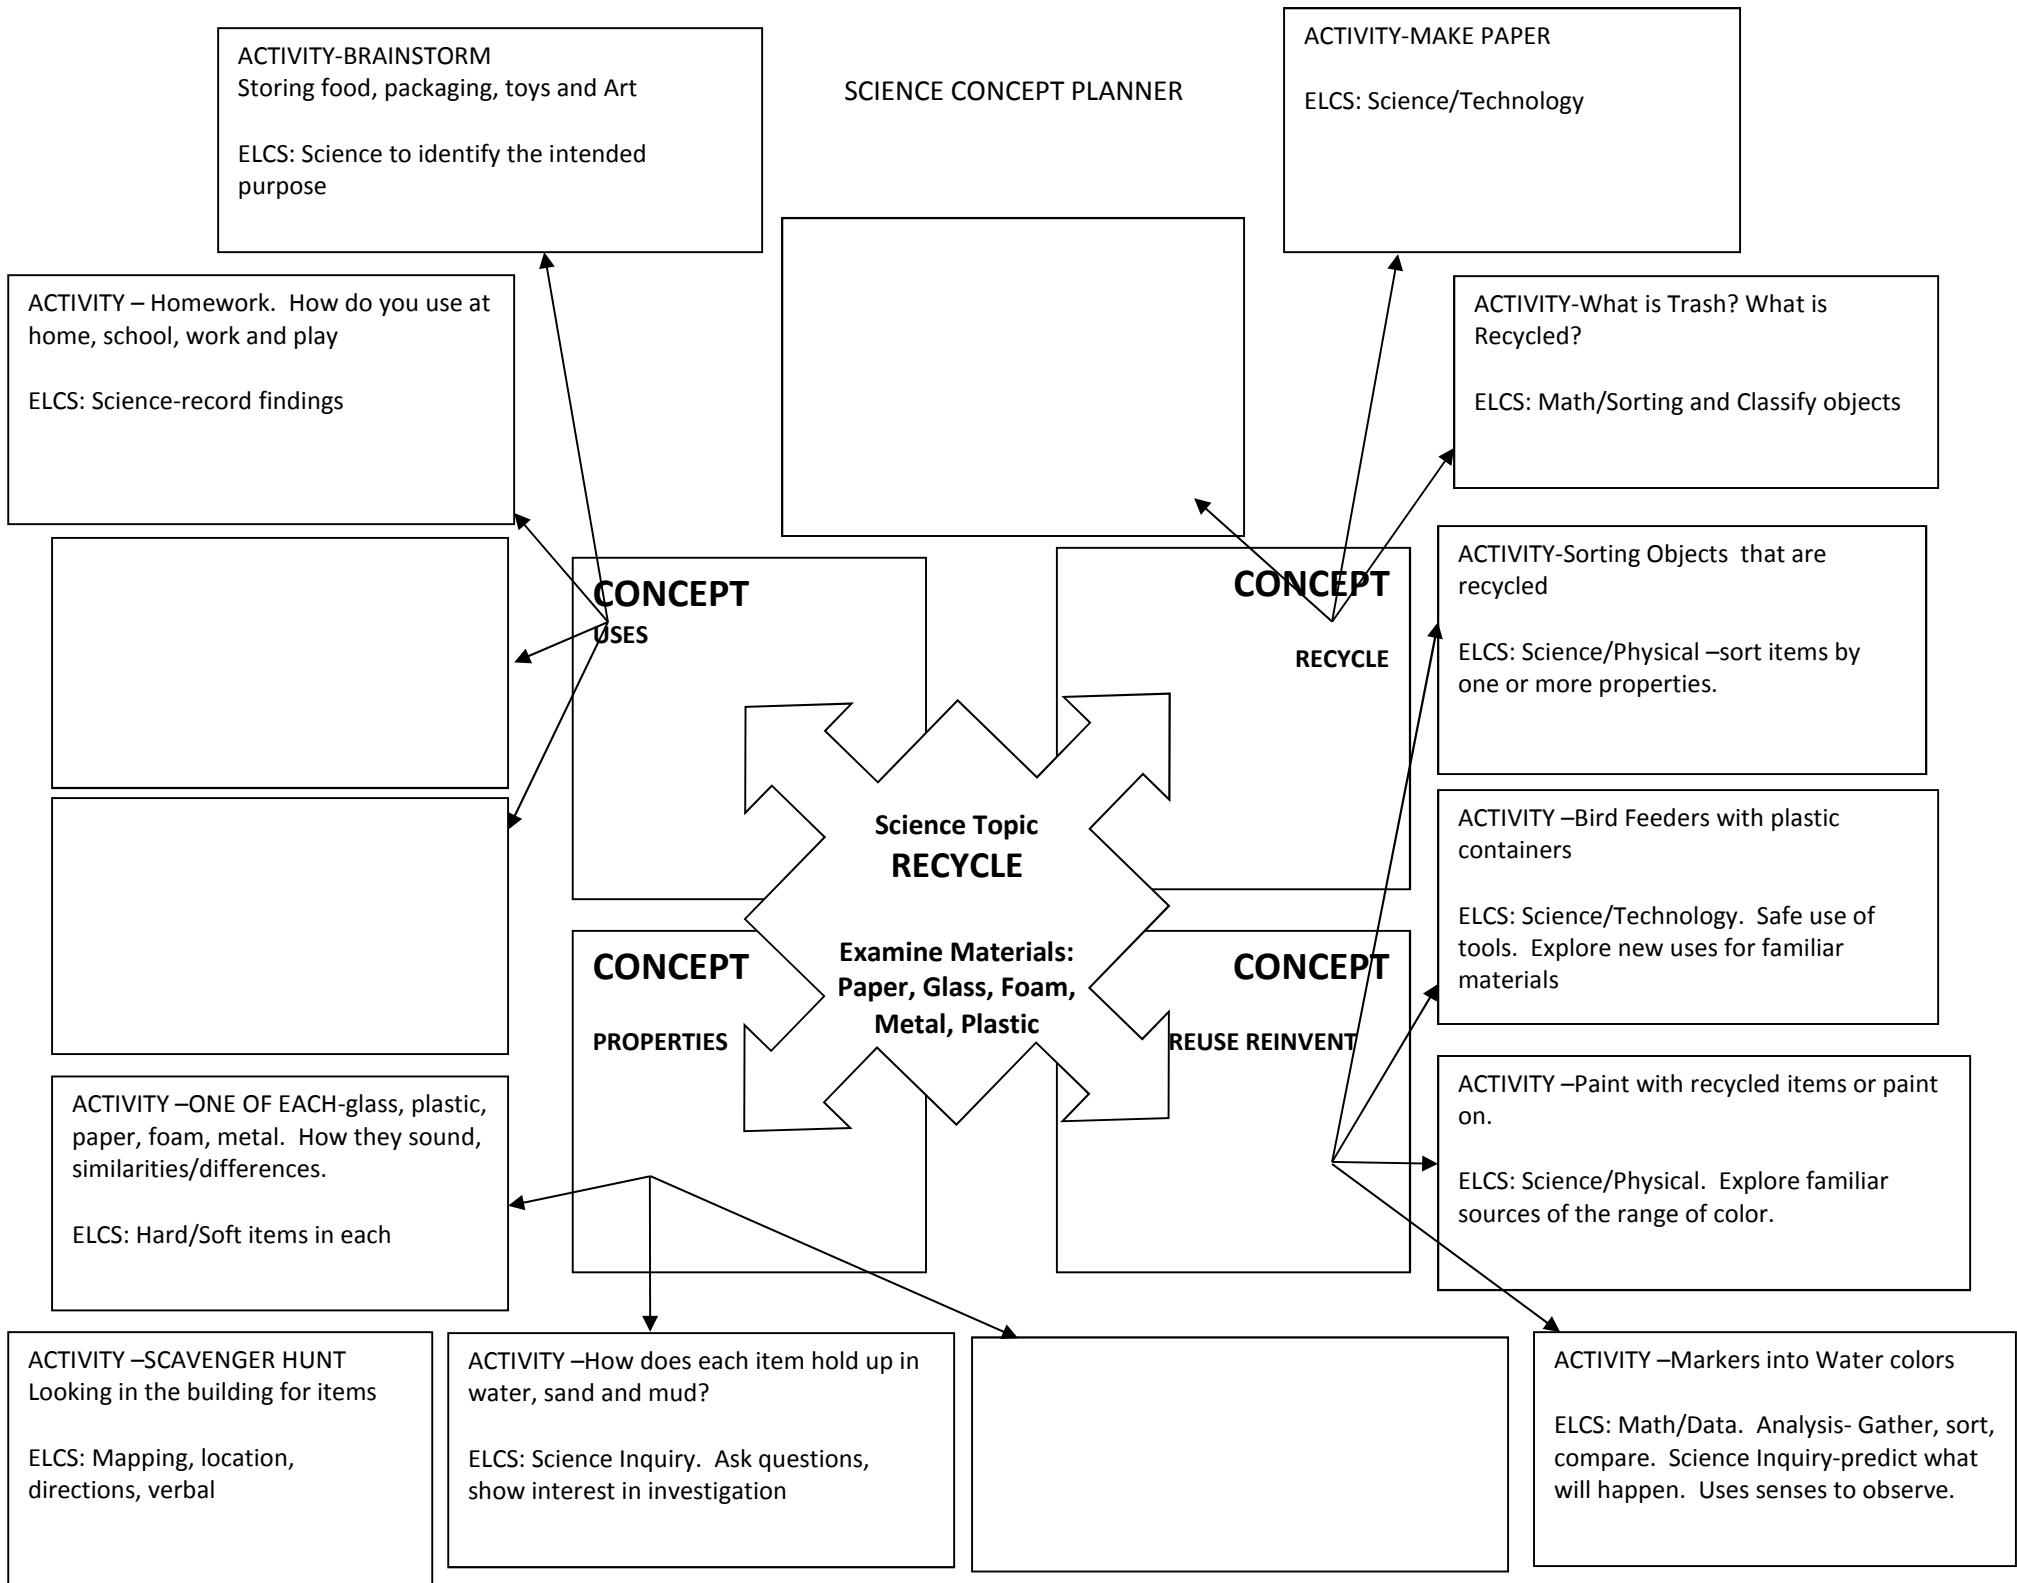 SCIENCE CONCEPT PLANNER
ACTIVITY-BRAINSTORM
Storing food, packaging, toys and Art
ELCS: Science to identify the intended
purpose
ACTIVITY-MAKE PAPER
ELCS: Science/Technology
ACTIVITY – Homework.  How do you use at
home, school, work and play
ELCS: Science-record findings
ACTIVITY-What is Trash? What is
Recycled?
ELCS: Math/Sorting and Classify objects
CONCEPT
USES
CONCEPT
RECYCLE
ACTIVITY-Sorting Objects  that are
recycled
ELCS: Science/Physical –sort items by
one or more properties.
Science Topic
RECYCLE
Examine Materials:
Paper, Glass, Foam,
Metal, Plastic
ACTIVITY –Bird Feeders with plastic
containers
ELCS: Science/Technology.  Safe use of
tools.  Explore new uses for familiar
materials
CONCEPT
PROPERTIES
CONCEPT
REUSE REINVENT
ACTIVITY –ONE OF EACH-glass, plastic,
paper, foam, metal.  How they sound,
similarities/differences.
ELCS: Hard/Soft items in each
ACTIVITY –Paint with recycled items or paint
on.
ELCS: Science/Physical.  Explore familiar
sources of the range of color.
ACTIVITY –SCAVENGER HUNT
Looking in the building for items
ELCS: Mapping, location,
directions, verbal
ACTIVITY –How does each item hold up in
water, sand and mud?
ELCS: Science Inquiry.  Ask questions,
show interest in investigation
ACTIVITY –Markers into Water colors
ELCS: Math/Data.  Analysis- Gather, sort,
compare.  Science Inquiry-predict what
will happen.  Uses senses to observe.